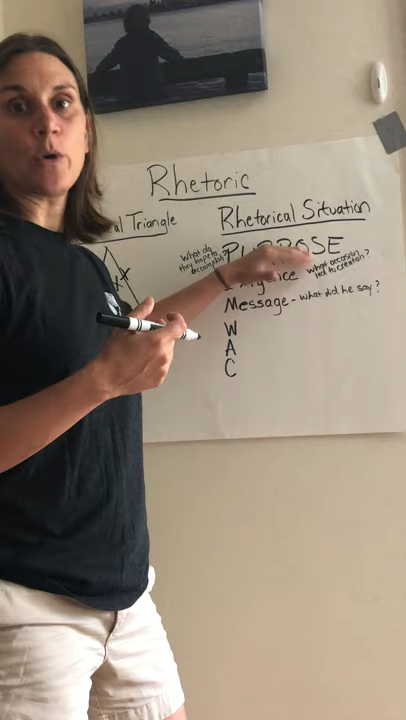 Rhetoric
al Triangle
Rhetorical Situation
What do
they hope to
accomplish?
PURPOSE
What occasion
led to creation?
Message - what did he say?
W
A
C